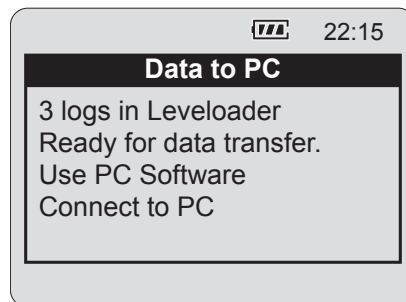 22:15
Data to PC
3 logs in Leveloader
Ready for data transfer.
Use PC Software
Connect to PC